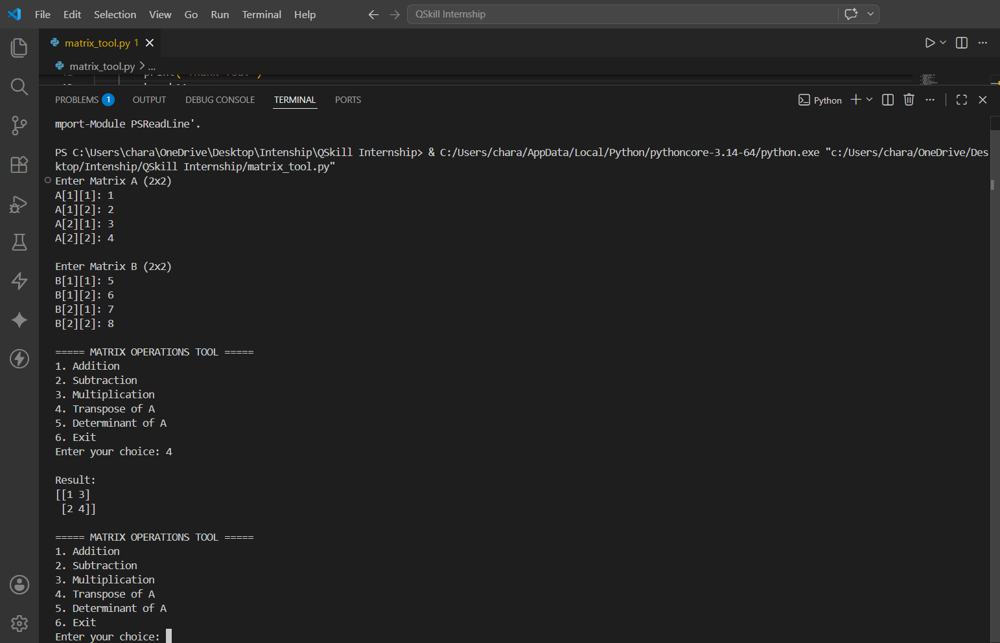 File Edit Selection View Go Run Terminal Help
QSkill Internship
matrix_tool.py 1
matrix_tool.py > ...
PROBLEMS 1 OUTPUT DEBUG CONSOLE TERMINAL PORTS
Python
mport-Module PSReadLine'.
PS C:\Users\chara\OneDrive\Desktop\Intenship\QSkill Internship> & C:/Users/chara/AppData/Local/Python/pythoncore-3.14-64/python.exe "c:/Users/chara/OneDrive/Des
ktop/Intenship/QSkill Internship/matrix_tool.py"
Enter Matrix A (2x2)
A[1][1]: 1
A[1][2]: 2
A[2][1]: 3
A[2][2]: 4
Enter Matrix B (2x2)
B[1][1]: 5
B[1][2]: 6
B[2][1]: 7
B[2][2]: 8
===== MATRIX OPERATIONS TOOL =====
1. Addition
2. Subtraction
3. Multiplication
4. Transpose of A
5. Determinant of A
6. Exit
Enter your choice: 4
Result:
[[1 3]
 [2 4]]
===== MATRIX OPERATIONS TOOL =====
1. Addition
2. Subtraction
3. Multiplication
4. Transpose of A
5. Determinant of A
6. Exit
Enter your choice: